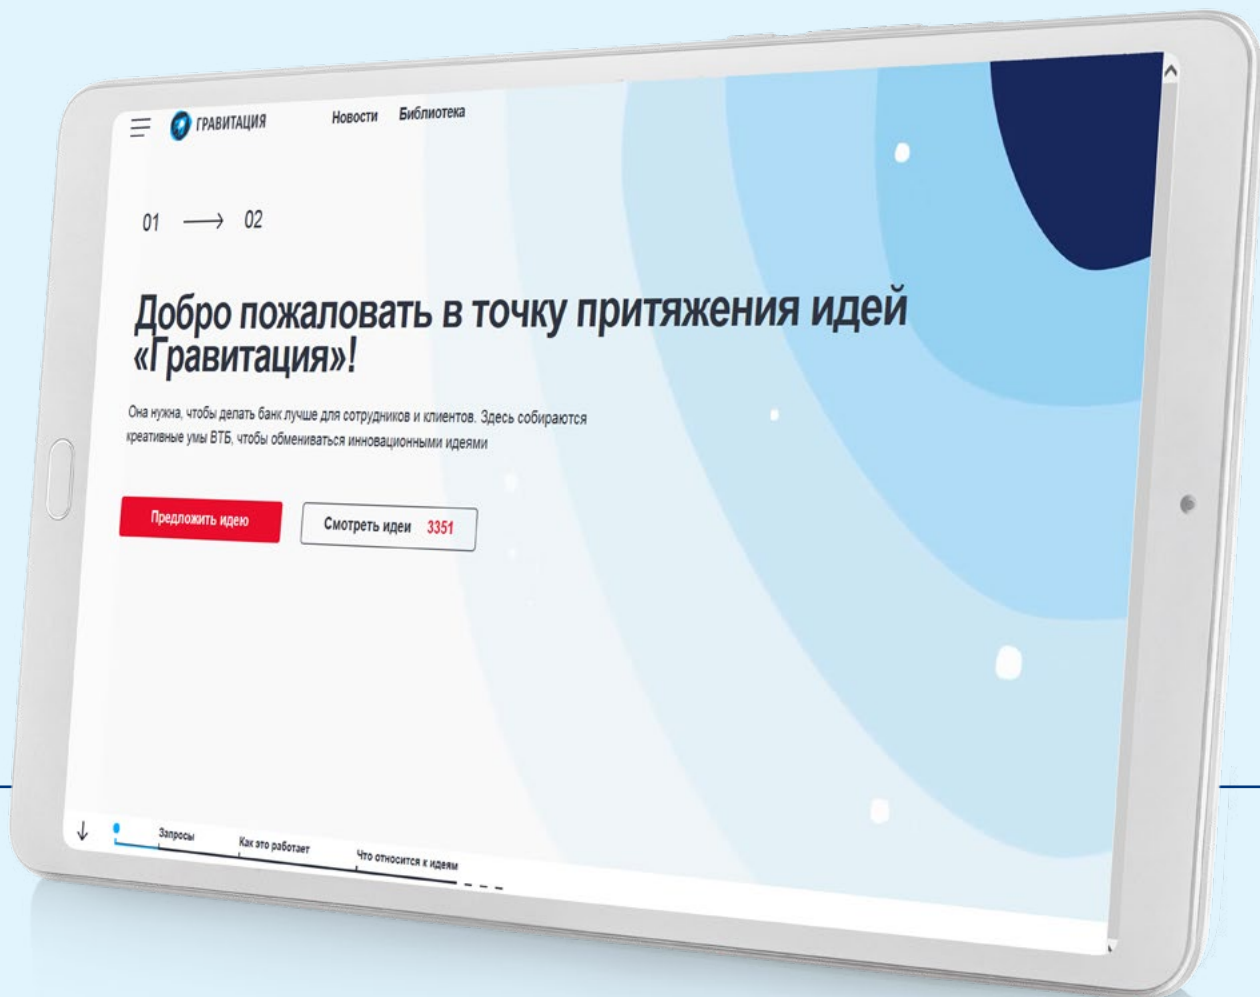 ГРАВИТАЦИЯ
Новости
Библиотека
01 → 02
Добро пожаловать в точку притяжения идей
«Гравитация»!
Она нужна, чтобы делать банк лучше для сотрудников и клиентов. Здесь собираются
креативные умы ВТБ, чтобы обмениваться инновационными идеями
Предложить идею
Смотреть идеи 3351
Запросы
Как это работает
Что относится к идеям